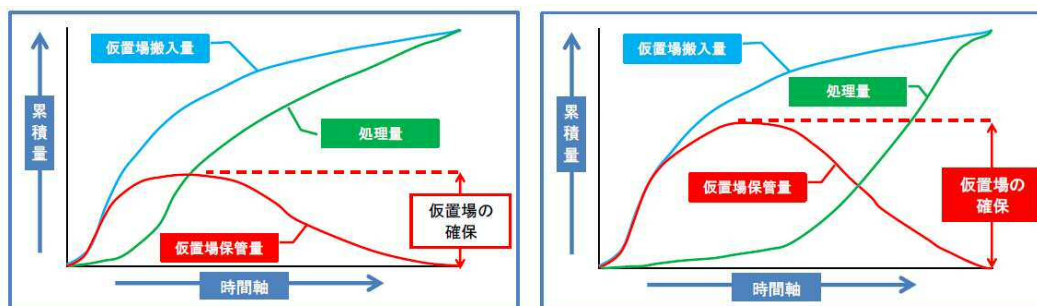 仮置場搬入量
累積量
処理量
仮置場の
確保
仮置場保管量
時間軸
仮置場搬入量
処理量
累積量
仮置場保管量
仮置場の
確保
時間軸